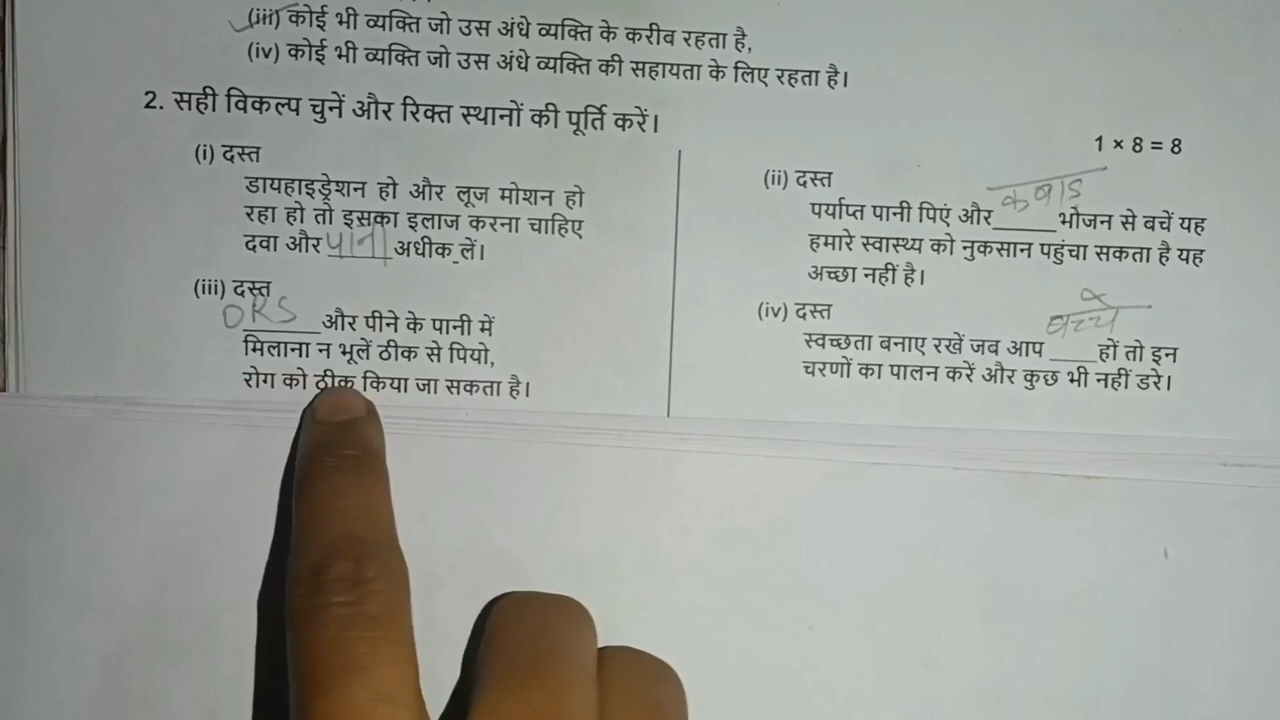 (iii) कोई भी व्यक्ति जो उस अंधे व्यक्ति के करीब रहता है,
(iv) कोई भी व्यक्ति जो उस अंधे व्यक्ति की सहायता के लिए रहता है।
2. सही विकल्प चुनें और रिक्त स्थानों की पूर्ति करें।
1 × 8 = 8
(i) दस्त
डायहाइड्रेशन हो और लूज मोशन हो
रहा हो तो इसका इलाज करना चाहिए
दवा और पानी अधीक लें।
(ii) दस्त
पर्याप्त पानी पिएं और कबाड भोजन से बचें यह
हमारे स्वास्थ्य को नुकसान पहुंचा सकता है यह
अच्छा नहीं है।
(iii) दस्त
ORS और पीने के पानी में
मिलाना न भूलें ठीक से पियो,
रोग को ठीक किया जा सकता है।
(iv) दस्त
स्वच्छता बनाए रखें जब आप बच्चे हों तो इन
चरणों का पालन करें और कुछ भी नहीं डरे।